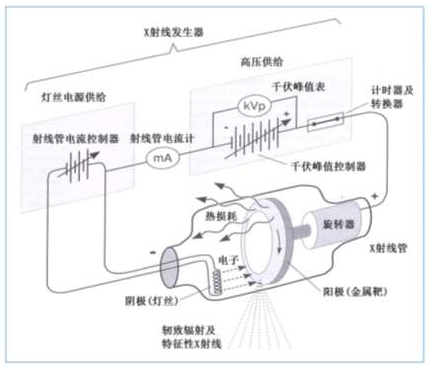 X射线发生器
高压供给
灯丝电源供给
千伏峰值表
计时器及
转换器
kVp
- +
射线管电流控制器
射线管电流计
mA
千伏峰值控制器
+
热损耗
旋转器
X射线管
-
电子
阴极(灯丝)
阳极(金属靶)
轫致辐射及
特征性X射线